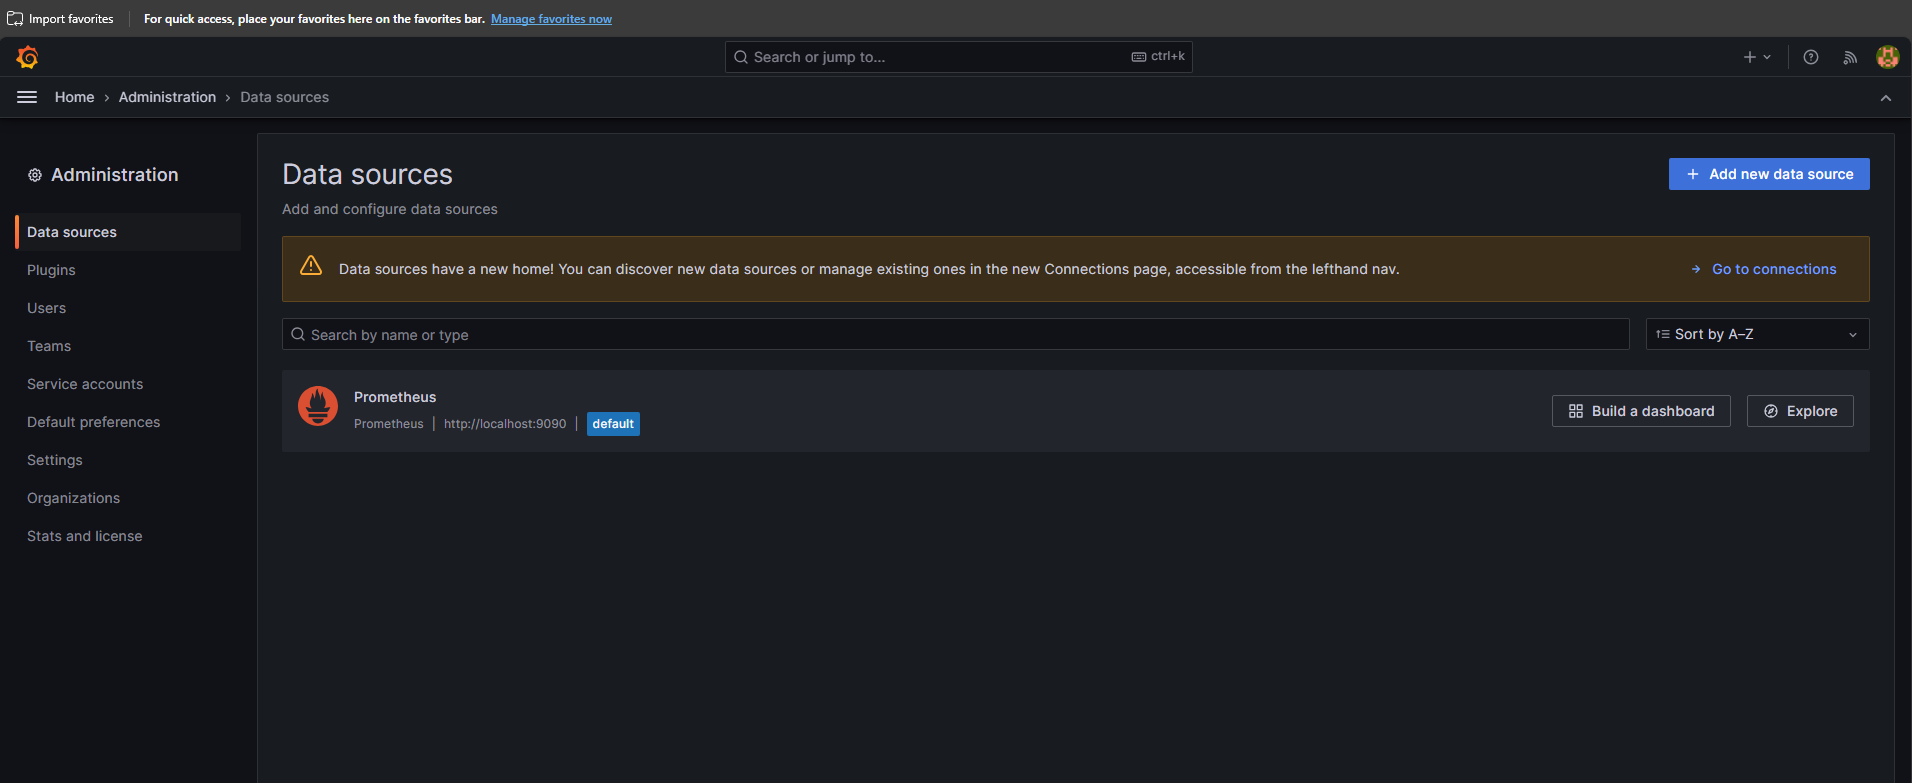 Import favorites For quick access, place your favorites here on the favorites bar. Manage favorites now
Search or jump to... ctrl+k
Home › Administration › Data sources
Administration
Data sources
Plugins
Users
Teams
Service accounts
Default preferences
Settings
Organizations
Stats and license
Data sources
Add new data source
Add and configure data sources
Data sources have a new home! You can discover new data sources or manage existing ones in the new Connections page, accessible from the lefthand nav. Go to connections
Search by name or type Sort by A–Z
Prometheus
Prometheus | http://localhost:9090 | default
Build a dashboard Explore